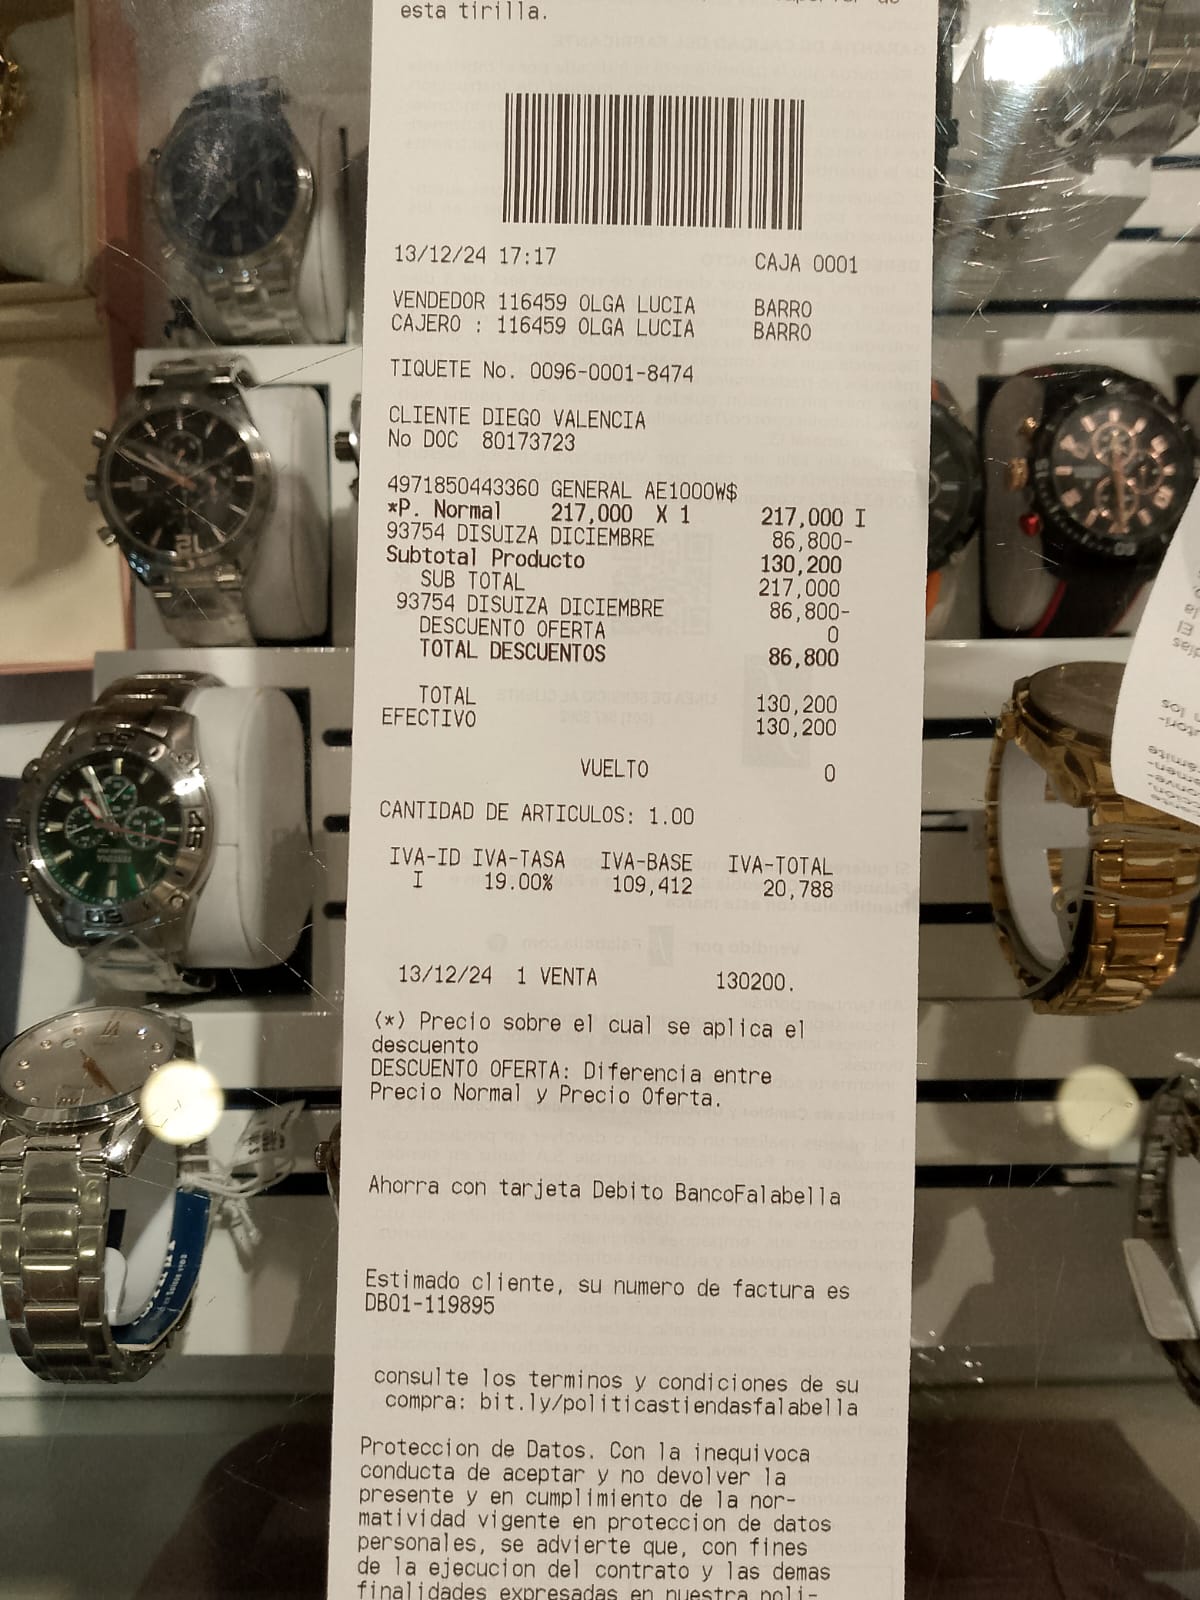 esta tirilla.
13/12/24 17:17 CAJA 0001
VENDEDOR 116459 OLGA LUCIA BARRO
CAJERO : 116459 OLGA LUCIA BARRO
TIQUETE No. 0096-0001-8474
CLIENTE DIEGO VALENCIA
No DOC 80173723
4971850443360 GENERAL AE1000W$
*P. Normal 217,000 X 1 217,000 I
93754 DISUIZA DICIEMBRE 86,800-
Subtotal Producto 130,200
SUB TOTAL 217,000
93754 DISUIZA DICIEMBRE 86,800-
DESCUENTO OFERTA 0
TOTAL DESCUENTOS 86,800
TOTAL 130,200
EFECTIVO 130,200
VUELTO 0
CANTIDAD DE ARTICULOS: 1.00
IVA-ID IVA-TASA IVA-BASE IVA-TOTAL
I 19.00% 109,412 20,788
13/12/24 1 VENTA 130200.
(*) Precio sobre el cual se aplica el
descuento
DESCUENTO OFERTA: Diferencia entre
Precio Normal y Precio Oferta.
Ahorra con tarjeta Debito BancoFalabella
Estimado cliente, su numero de factura es
DB01-119895
consulte los terminos y condiciones de su
compra: bit.ly/politicastiendasfalabella
Proteccion de Datos. Con la inequivoca
conducta de aceptar y no devolver la
presente y en cumplimiento de la nor-
matividad vigente en proteccion de datos
personales, se advierte que, con fines
de la ejecucion del contrato y las demas
finalidades expresadas en nuestra poli-